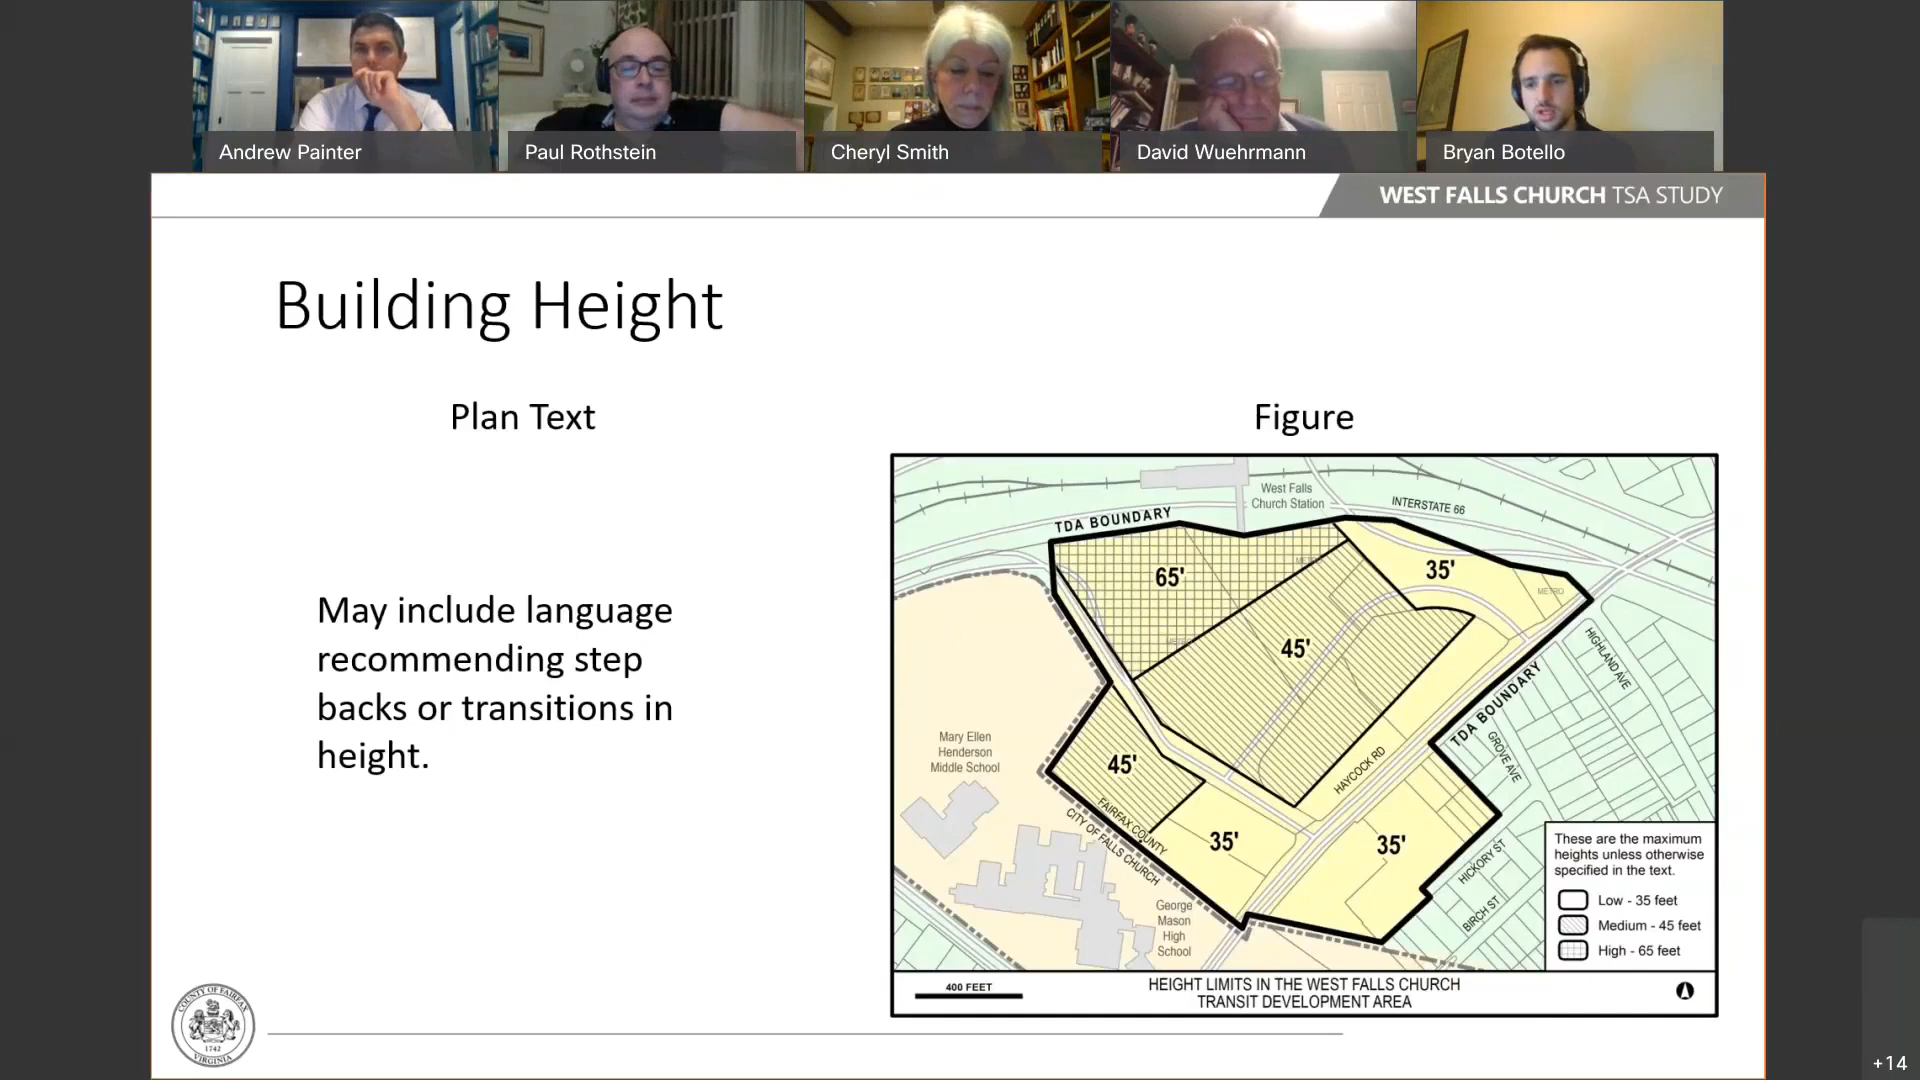 Andrew Painter
Paul Rothstein
Cheryl Smith
David Wuehrmann
Bryan Botello
WEST FALLS CHURCH TSA STUDY
Building Height
Plan Text
Figure
May include language
recommending step
backs or transitions in
height.
West Falls
Church Station
INTERSTATE 66
TDA BOUNDARY
65'
35'
METRO
45'
HIGHLAND AVE
TDA BOUNDARY
GROVE AVE
Mary Ellen
Henderson
Middle School
45'
HAYCOCK RD
FAIRFAX COUNTY
CITY OF FALLS CHURCH
35'
35'
HICKORY ST
BIRCH ST
George
Mason
High
School
These are the maximum
heights unless otherwise
specified in the text.
Low - 35 feet
Medium - 45 feet
High - 65 feet
400 FEET
HEIGHT LIMITS IN THE WEST FALLS CHURCH
TRANSIT DEVELOPMENT AREA
COUNTY OF FAIRFAX
1742
VIRGINIA
+14